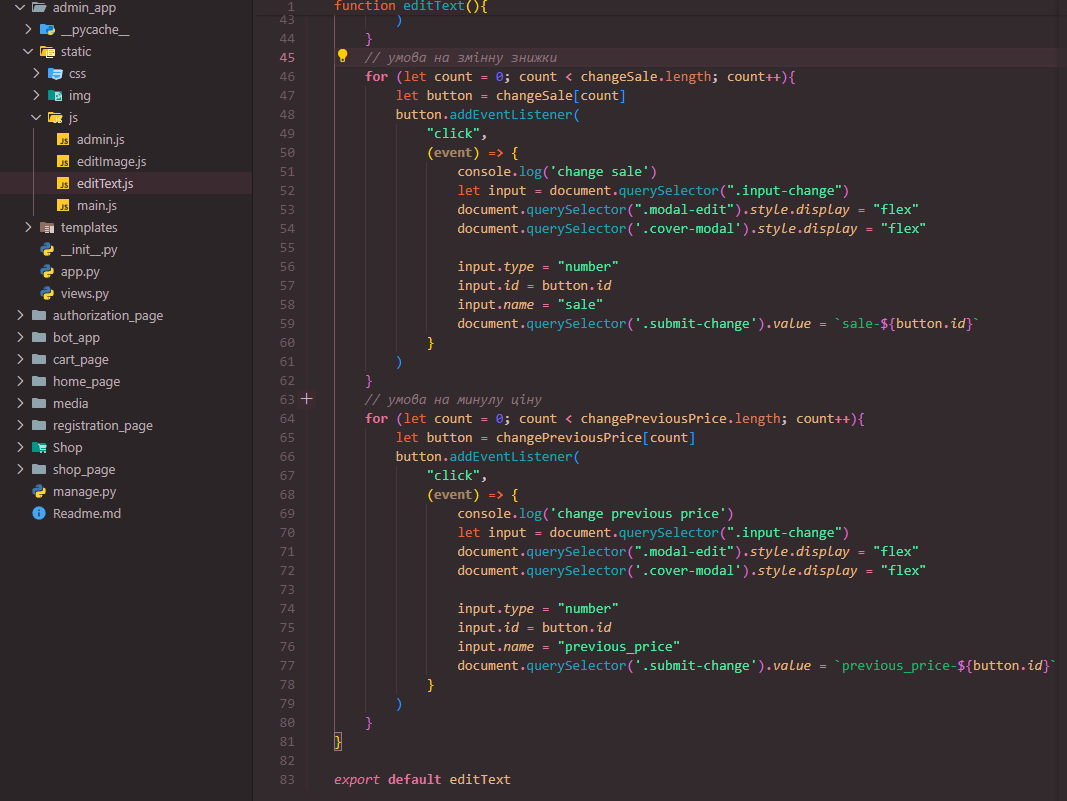 admin_app
__pycache__
static
css
img
js
admin.js
editImage.js
editText.js
main.js
templates
__init__.py
app.py
views.py
authorization_page
bot_app
cart_page
home_page
media
registration_page
Shop
shop_page
manage.py
Readme.md
1 function editText(){
43 )
44 }
45 // умова на змінну знижки
46 for (let count = 0; count < changeSale.length; count++){
47 let button = changeSale[count]
48 button.addEventListener(
49 "click",
50 (event) => {
51 console.log('change sale')
52 let input = document.querySelector(".input-change")
53 document.querySelector(".modal-edit").style.display = "flex"
54 document.querySelector('.cover-modal').style.display = "flex"
55
56 input.type = "number"
57 input.id = button.id
58 input.name = "sale"
59 document.querySelector('.submit-change').value = `sale-${button.id}`
60 }
61 )
62 }
63 // умова на минулу ціну
64 for (let count = 0; count < changePreviousPrice.length; count++){
65 let button = changePreviousPrice[count]
66 button.addEventListener(
67 "click",
68 (event) => {
69 console.log('change previous price')
70 let input = document.querySelector(".input-change")
71 document.querySelector(".modal-edit").style.display = "flex"
72 document.querySelector('.cover-modal').style.display = "flex"
73
74 input.type = "number"
75 input.id = button.id
76 input.name = "previous_price"
77 document.querySelector('.submit-change').value = `previous_price-${button.id}`
78 }
79 )
80 }
81 }
82
83 export default editText